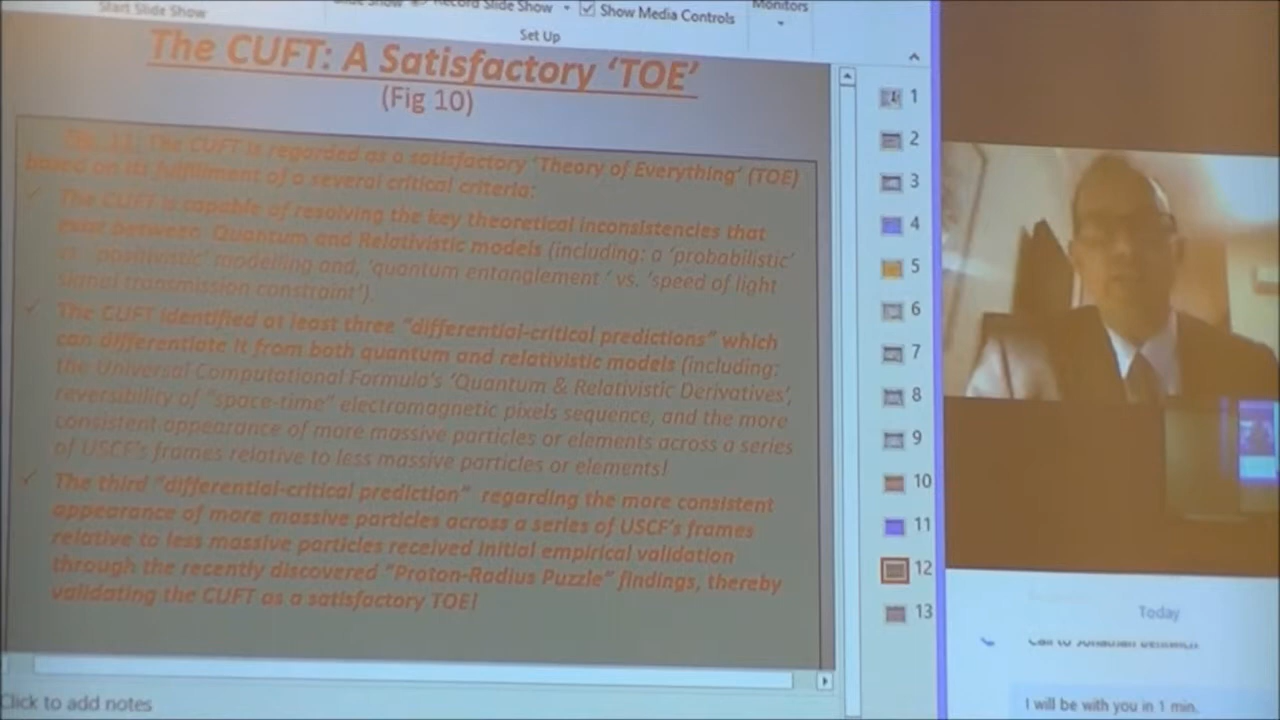 Start Slide Show
Record Slide Show
Show Media Controls
Monitors
Set Up
The CUFT: A Satisfactory 'TOE'
(Fig 10)
The CUFT is regarded as a satisfactory 'Theory of Everything' (TOE)
based on its fulfillment of a several critical criteria:
✓ The CUFT is capable of resolving the key theoretical inconsistencies that
exist between Quantum and Relativistic models (including: a 'probabilistic'
vs. 'positivistic' modelling and, 'quantum entanglement ' vs. 'speed of light
signal transmission constraint').
✓ The CUFT identified at least three "differential-critical predictions" which
can differentiate it from both quantum and relativistic models (including:
the Universal Computational Formula's 'Quantum & Relativistic Derivatives',
reversibility of "space-time" electromagnetic pixels sequence, and the more
consistent appearance of more massive particles or elements across a series
of USCF's frames relative to less massive particles or elements!
✓ The third "differential-critical prediction" regarding the more consistent
appearance of more massive particles across a series of USCF's frames
relative to less massive particles received initial empirical validation
through the recently discovered "Proton-Radius Puzzle" findings, thereby
validating the CUFT as a satisfactory TOE!
Click to add notes
1
2
3
4
5
6
7
8
9
10
11
12
13
Today
Call to
I will be with you in 1 min.